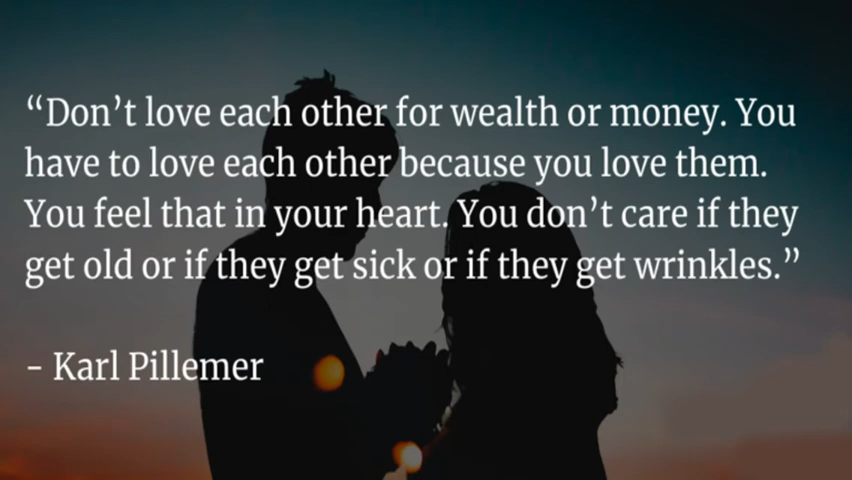 “Don’t love each other for wealth or money. You
have to love each other because you love them.
You feel that in your heart. You don’t care if they
get old or if they get sick or if they get wrinkles.”
- Karl Pillemer